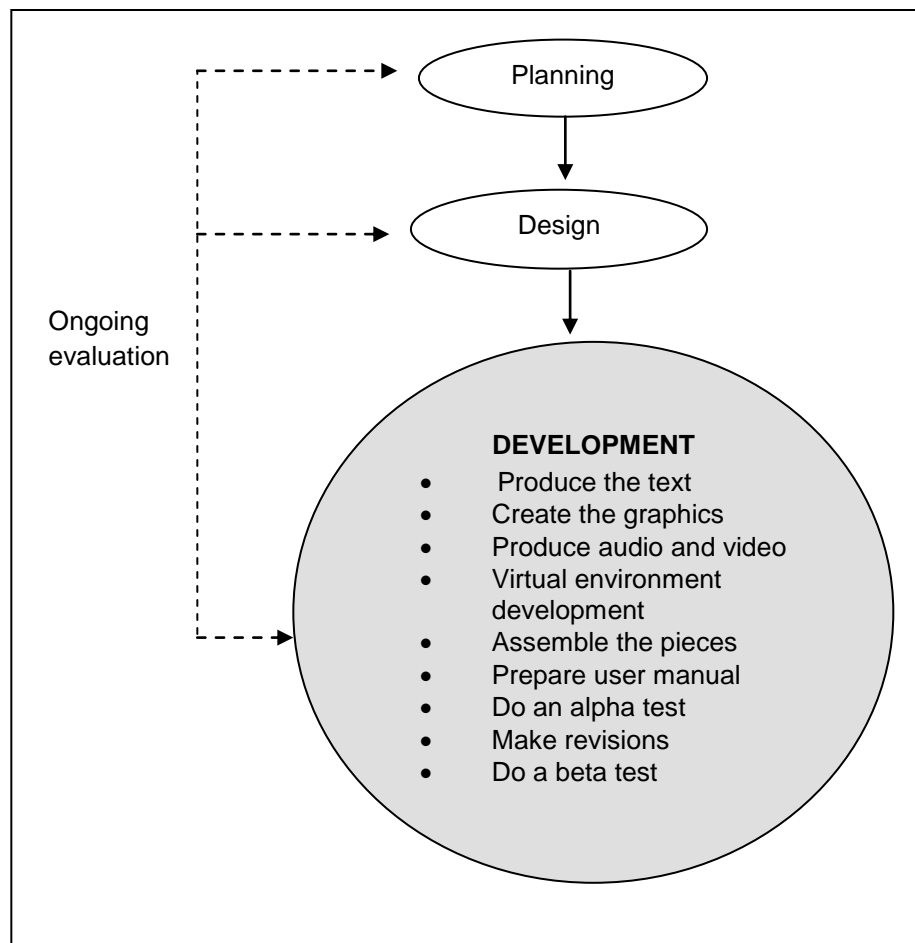 Planning
Design
Ongoing
evaluation
DEVELOPMENT
• Produce the text
• Create the graphics
• Produce audio and video
• Virtual environment
development
• Assemble the pieces
• Prepare user manual
• Do an alpha test
• Make revisions
• Do a beta test